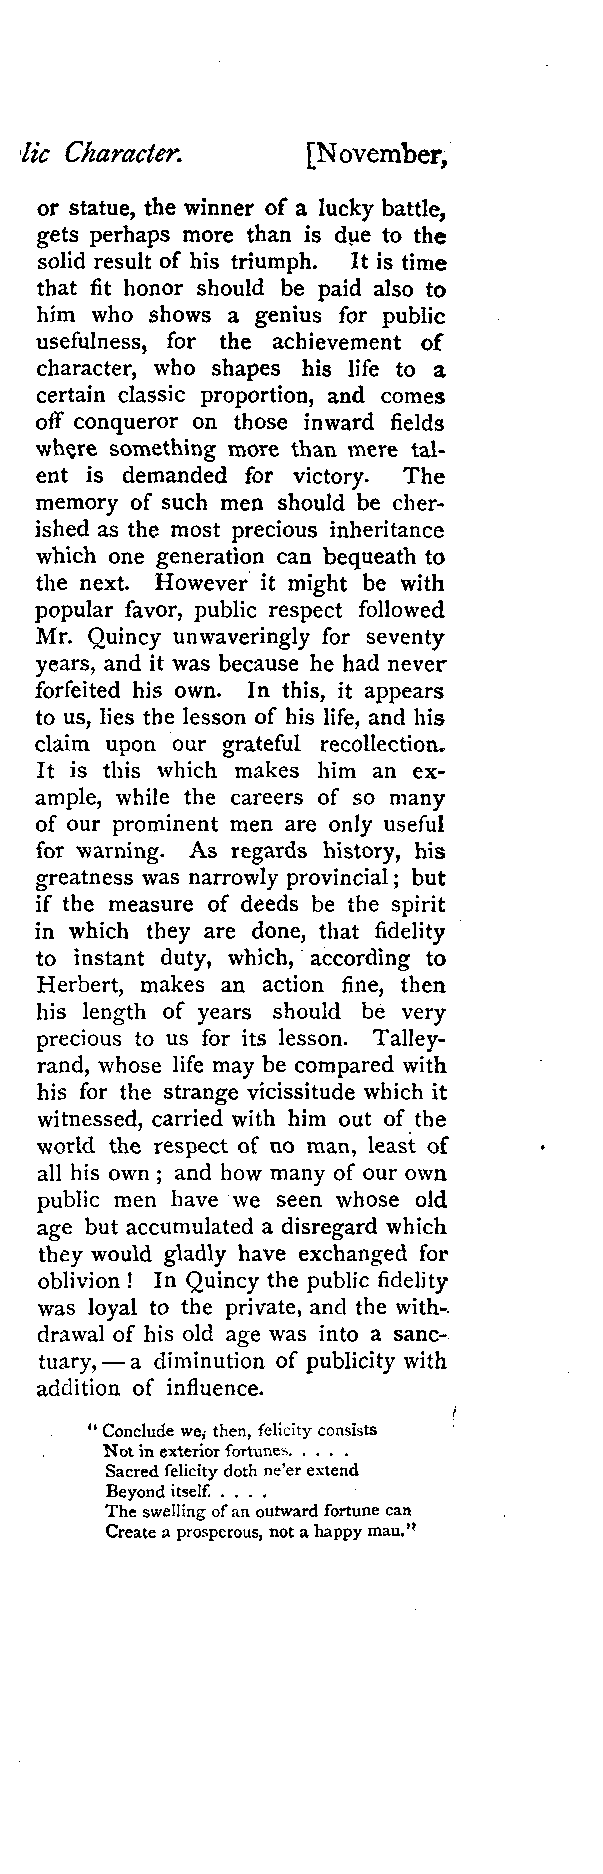 lic Character. [November,
or statue, the winner of a lucky battle,
gets perhaps more than is due to the
solid result of his triumph. It is time
that fit honor should be paid also to
him who shows a genius for public
usefulness, for the achievement of
character, who shapes his life to a
certain classic proportion, and comes
off conqueror on those inward fields
where something more than mere tal-
ent is demanded for victory. The
memory of such men should be cher-
ished as the most precious inheritance
which one generation can bequeath to
the next. However it might be with
popular favor, public respect followed
Mr. Quincy unwaveringly for seventy
years, and it was because he had never
forfeited his own. In this, it appears
to us, lies the lesson of his life, and his
claim upon our grateful recollection.
It is this which makes him an ex-
ample, while the careers of so many
of our prominent men are only useful
for warning. As regards history, his
greatness was narrowly provincial; but
if the measure of deeds be the spirit
in which they are done, that fidelity
to instant duty, which, according to
Herbert, makes an action fine, then
his length of years should be very
precious to us for its lesson. Talley-
rand, whose life may be compared with
his for the strange vicissitude which it
witnessed, carried with him out of the
world the respect of no man, least of
all his own; and how many of our own
public men have we seen whose old
age but accumulated a disregard which
they would gladly have exchanged for
oblivion! In Quincy the public fidelity
was loyal to the private, and the with-
drawal of his old age was into a sanc-
tuary,—a diminution of publicity with
addition of influence.
"Conclude we, then, felicity consists
Not in exterior fortunes. . . . .
Sacred felicity doth ne'er extend
Beyond itself. . . . .
The swelling of an outward fortune can
Create a prosperous, not a happy man."